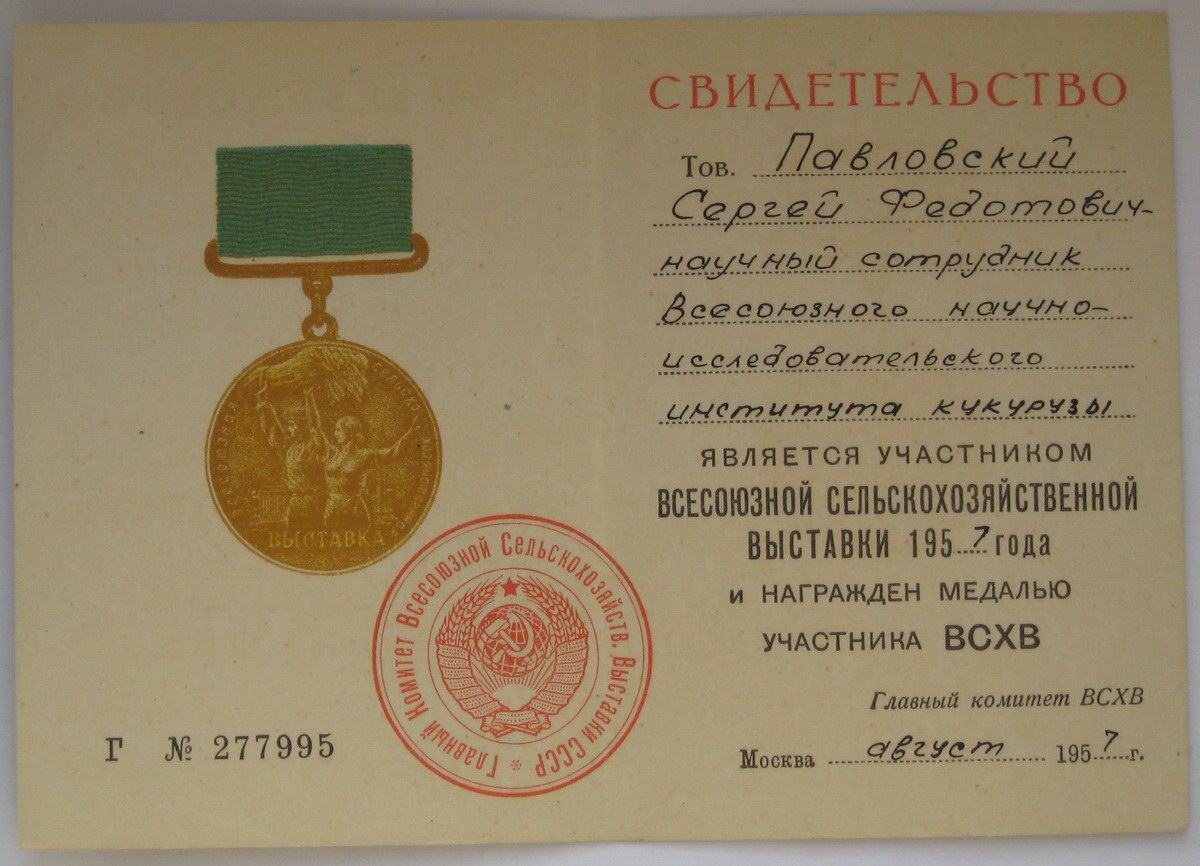 ВСЕСОЮЗНАЯ СЕЛЬСКО
ВЫСТАВКА
Главный Комитет Всесоюзной Сельскохозяйств. Выставки СССР *
Г № 277995
СВИДЕТЕЛЬСТВО
Тов. Павловский
Сергей Федотович-
научный сотрудник
Всесоюзного научно-
исследовательского
института кукурузы
ЯВЛЯЕТСЯ УЧАСТНИКОМ
ВСЕСОЮЗНОЙ СЕЛЬСКОХОЗЯЙСТВЕННОЙ
ВЫСТАВКИ 1957 года
и НАГРАЖДЕН МЕДАЛЬЮ
УЧАСТНИКА ВСХВ
Главный комитет ВСХВ
Москва август 1957 г.